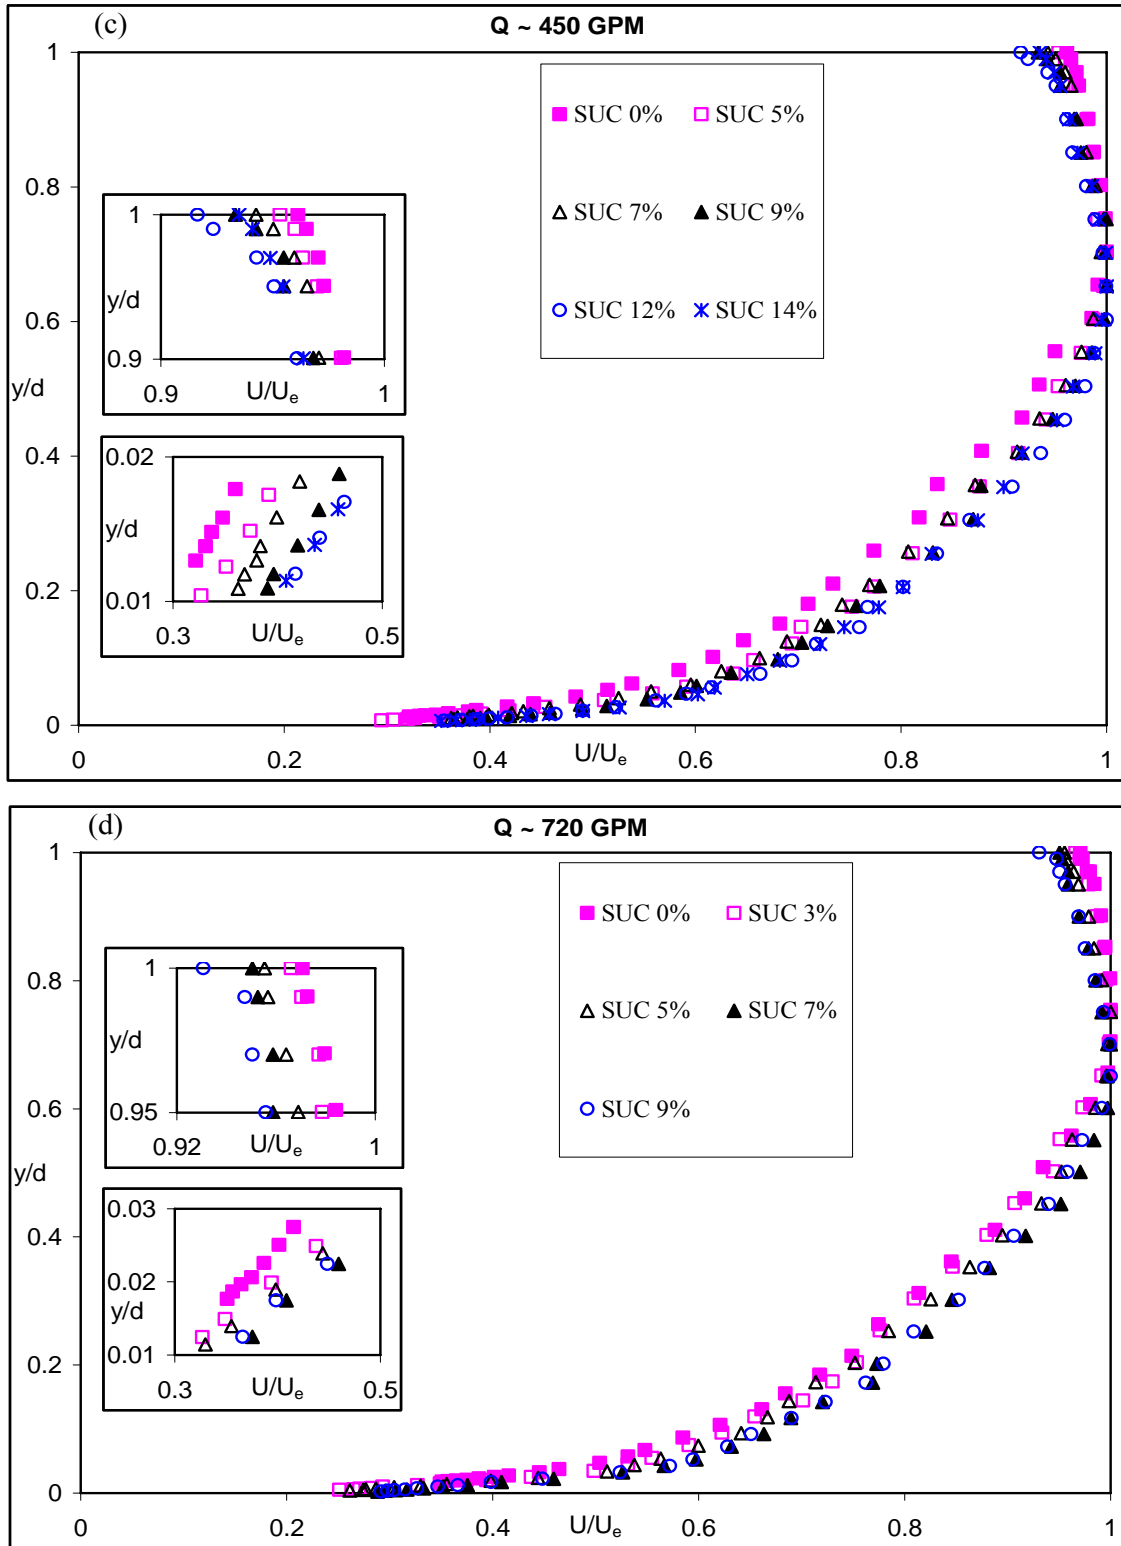 (c)
Q ~ 450 GPM
1
SUC 0% SUC 5%
0.8
SUC 7% SUC 9%
1
y/d
0.9
0.9 U/Ue 1
0.6
SUC 12% SUC 14%
y/d
0.4
0.02
y/d
0.01
0.3 U/Ue 0.5
0.2
0
0 0.2 0.4 U/Ue 0.6 0.8 1
(d)
Q ~ 720 GPM
1
SUC 0% SUC 3%
0.8
SUC 5% SUC 7%
1
y/d
0.95
0.92 U/Ue 1
0.6
SUC 9%
y/d
0.4
0.03
0.02
y/d
0.01
0.3 U/Ue 0.5
0.2
0
0 0.2 0.4 U/Ue 0.6 0.8 1